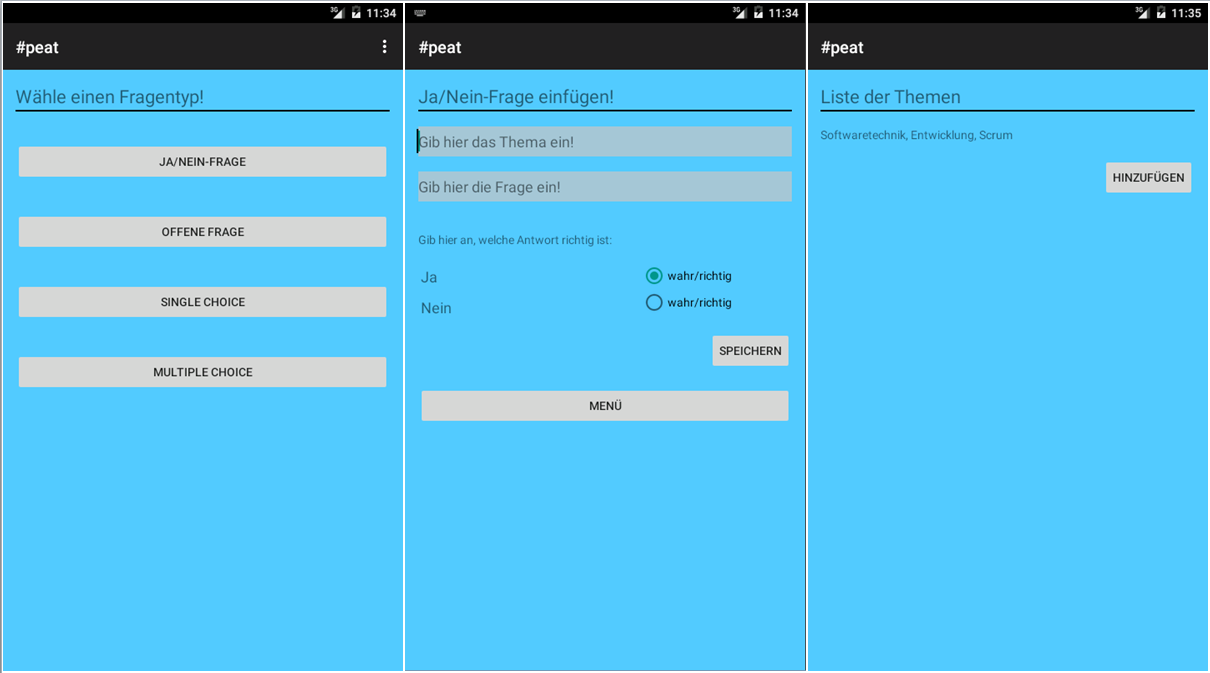 3G 11:34
#peat
Wähle einen Fragentyp!
JA/NEIN-FRAGE
OFFENE FRAGE
SINGLE CHOICE
MULTIPLE CHOICE
3G 11:34
#peat
Ja/Nein-Frage einfügen!
Gib hier das Thema ein!
Gib hier die Frage ein!
Gib hier an, welche Antwort richtig ist:
Ja wahr/richtig
Nein wahr/richtig
SPEICHERN
MENÜ
3G 11:35
#peat
Liste der Themen
Softwaretechnik, Entwicklung, Scrum
HINZUFÜGEN